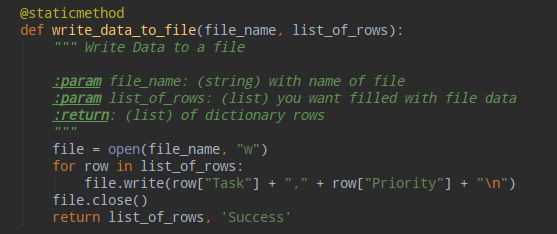 @staticmethod
def write_data_to_file(file_name, list_of_rows):
    """ Write Data to a file

    :param file_name: (string) with name of file
    :param list_of_rows: (list) you want filled with file data
    :return: (list) of dictionary rows
    """
    file = open(file_name, "w")
    for row in list_of_rows:
        file.write(row["Task"] + "," + row["Priority"] + "\n")
    file.close()
    return list_of_rows, 'Success'